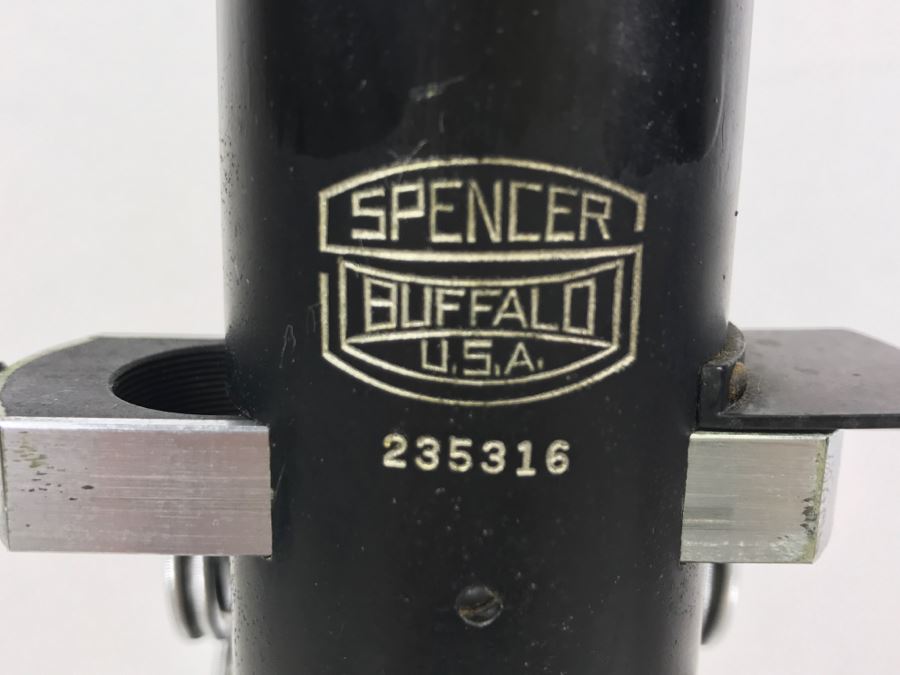 SPENCER
BUFFALO
U.S.A.
235316